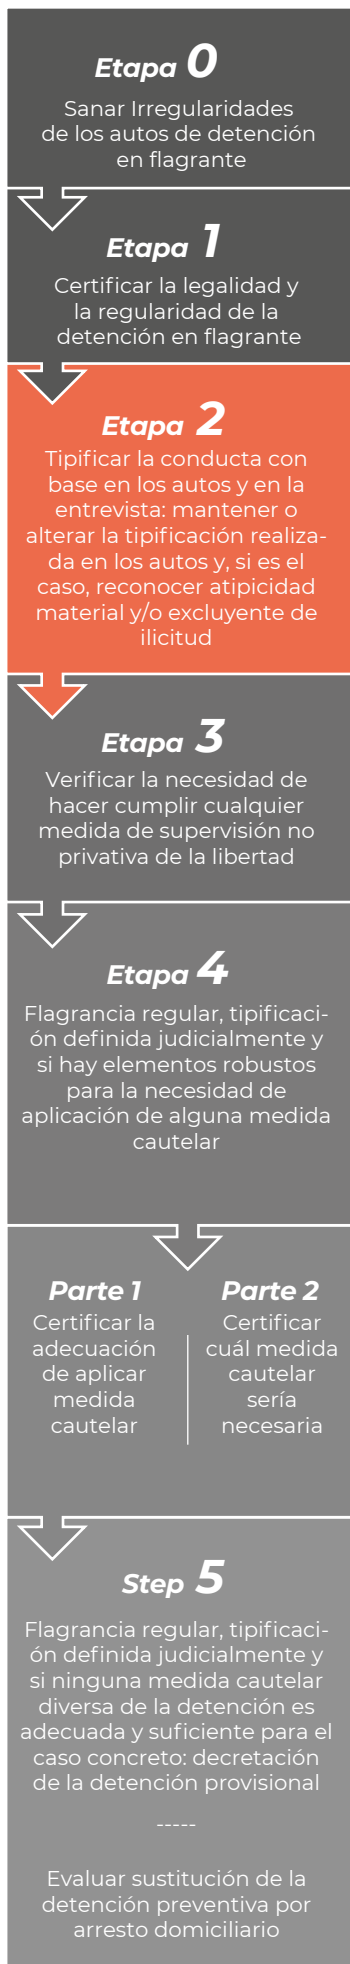 Etapa 0
Sanar Irregularidades
de los autos de detención
en flagrante
Etapa 1
Certificar la legalidad y
la regularidad de la
detención en flagrante
Etapa 2
Tipificar la conducta con
base en los autos y en la
entrevista: mantener o
alterar la tipificación realiza-
da en los autos y, si es el
caso, reconocer atipicidad
material y/o excluyente de
ilicitud
Etapa 3
Verificar la necesidad de
hacer cumplir cualquier
medida de supervisión no
privativa de la libertad
Etapa 4
Flagrancia regular, tipificaci-
ón definida judicialmente y
si hay elementos robustos
para la necesidad de
aplicación de alguna medida
cautelar
Parte 1
Certificar la
adecuación
de aplicar
medida
cautelar
Parte 2
Certificar
cuál medida
cautelar
sería
necesaria
Step 5
Flagrancia regular, tipificaci-
ón definida judicialmente y
si ninguna medida cautelar
diversa de la detención es
adecuada y suficiente para el
caso concreto: decretación
de la detención provisional
-----
Evaluar sustitución de la
detención preventiva por
arresto domiciliario